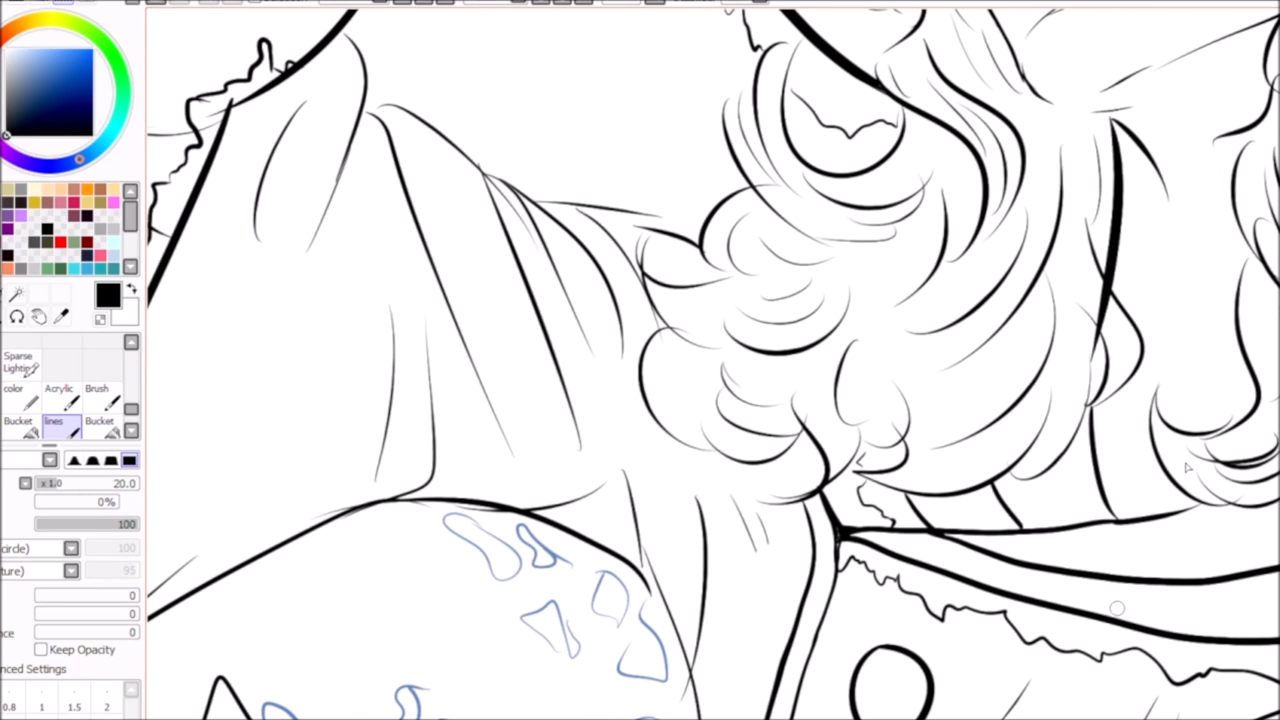 Sparse
Lighti
color Acrylic Brush
Bucket lines Bucket
x 1.0 20.0
0%
100
circle) 100
ture) 95
0
0
nce 0
Keep Opacity
nced Settings
0.8 1 1.5 2